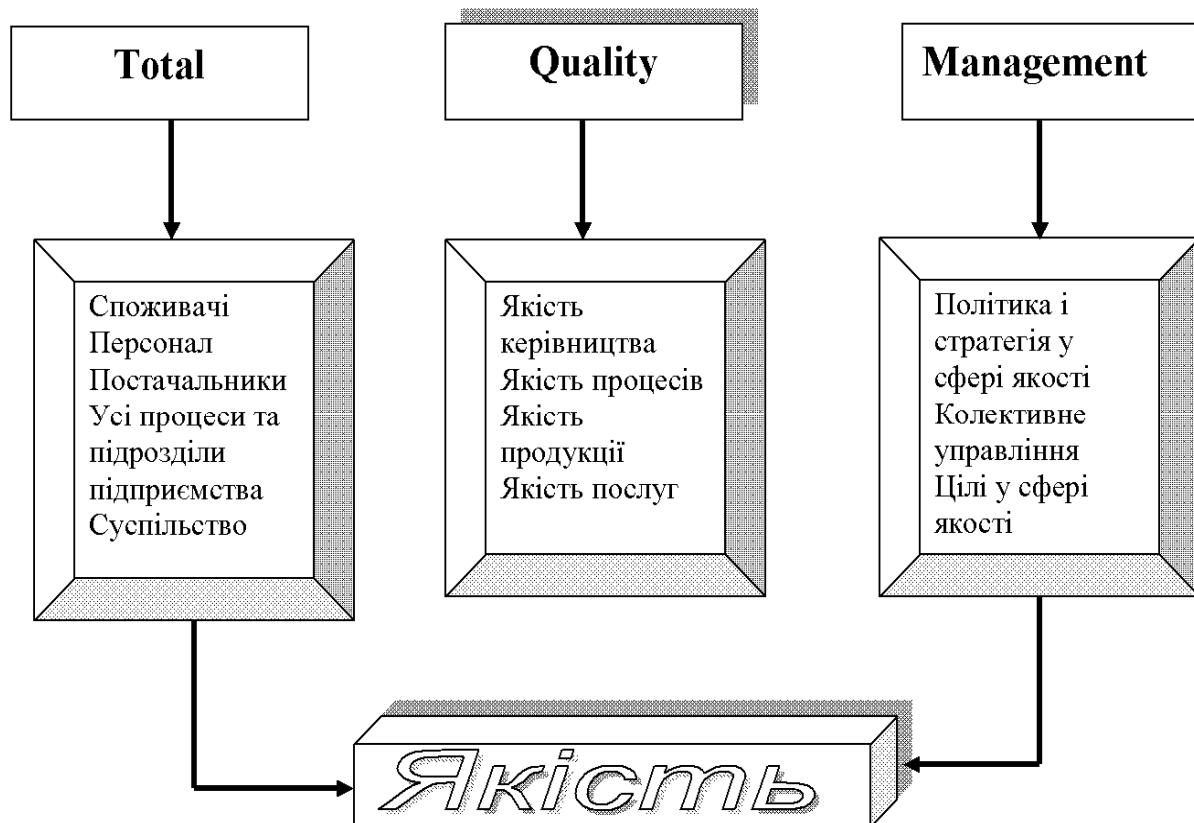 Total
Quality
Management
Споживачі
Персонал
Постачальники
Усі процеси та
підрозділи
підприємства
Суспільство
Якість
керівництва
Якість процесів
Якість
продукції
Якість послуг
Політика і
стратегія у
сфері якості
Колективне
управління
Цілі у сфері
якості
Якість